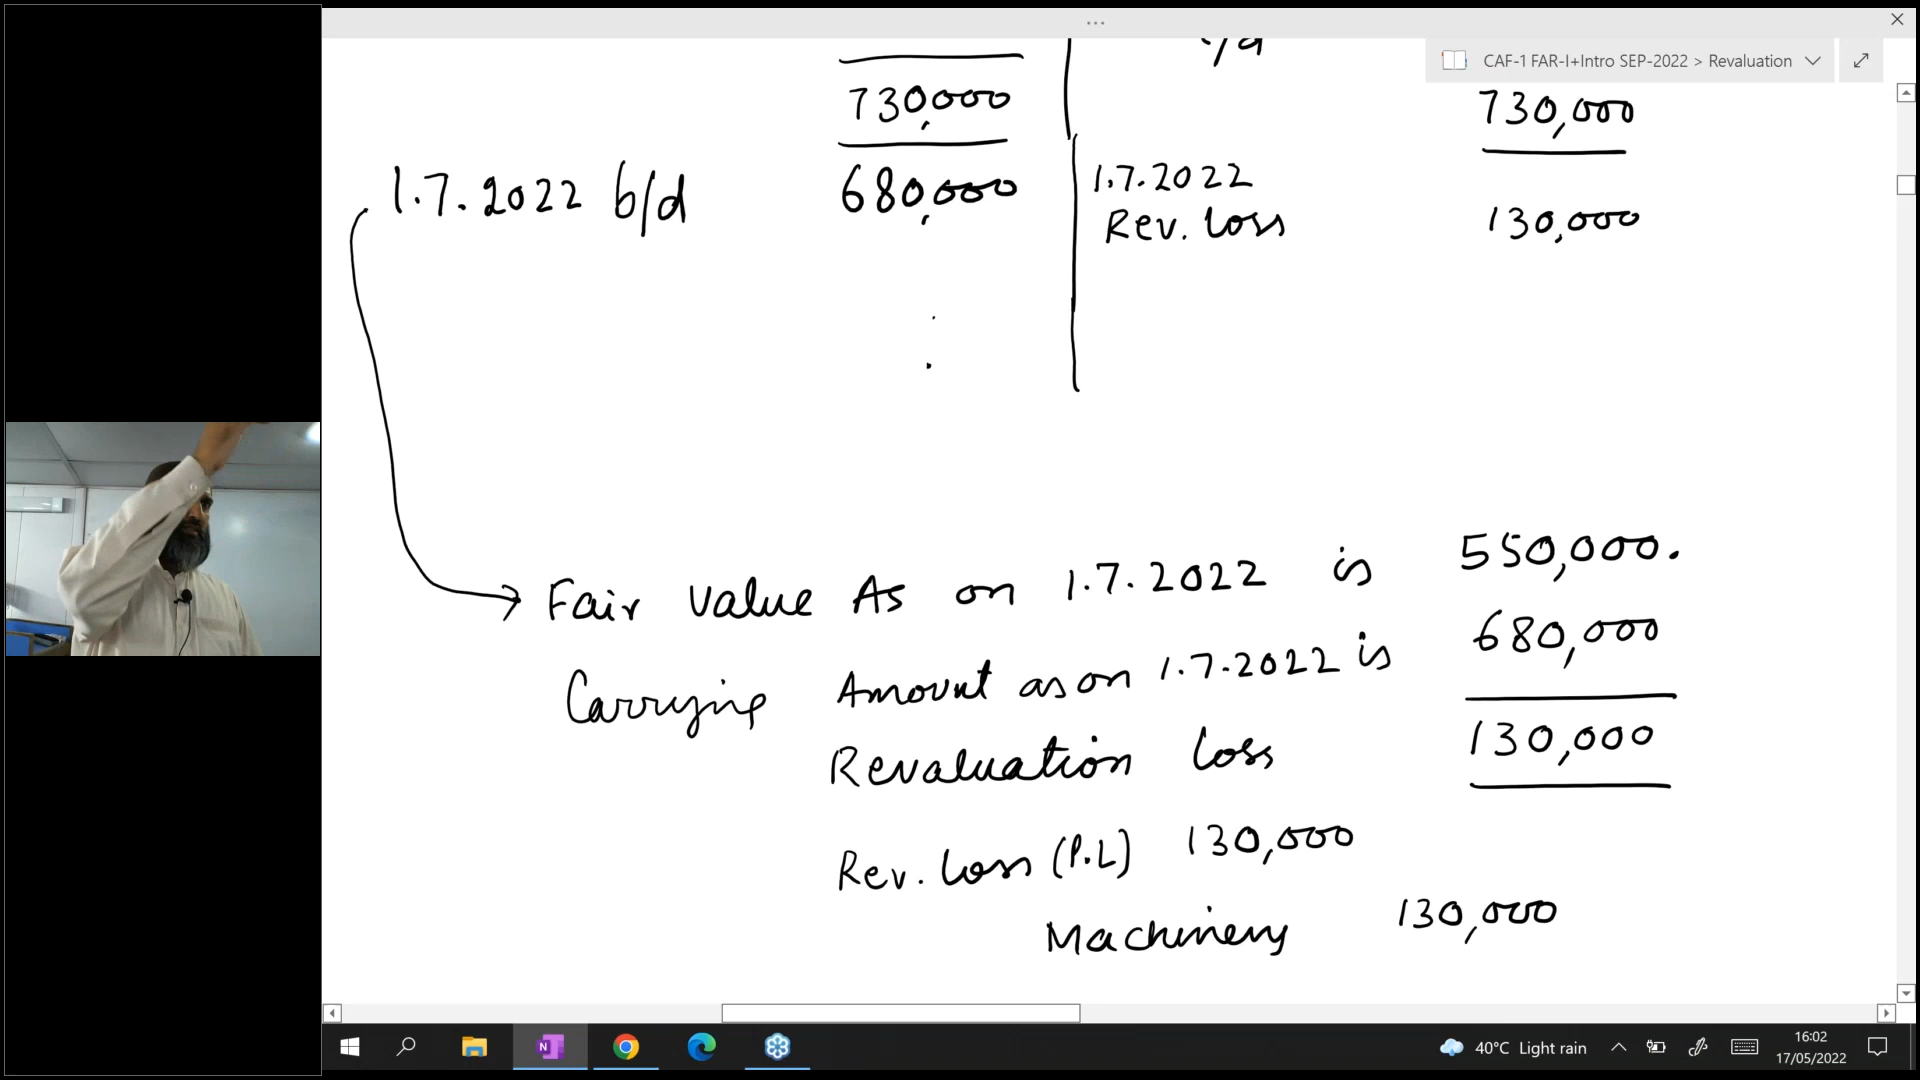 CAF-1 FAR-I+Intro SEP-2022 > Revaluation
730,000 730,000
1.7.2022 b/d 680,000 1.7.2022
Rev. loss 130,000
Fair value As on 1.7.2022 is 550,000.
Carrying Amount as on 1.7.2022 is 680,000
Revaluation loss 130,000
Rev. loss (P.L) 130,000
Machinery 130,000
40°C Light rain
16:02
17/05/2022